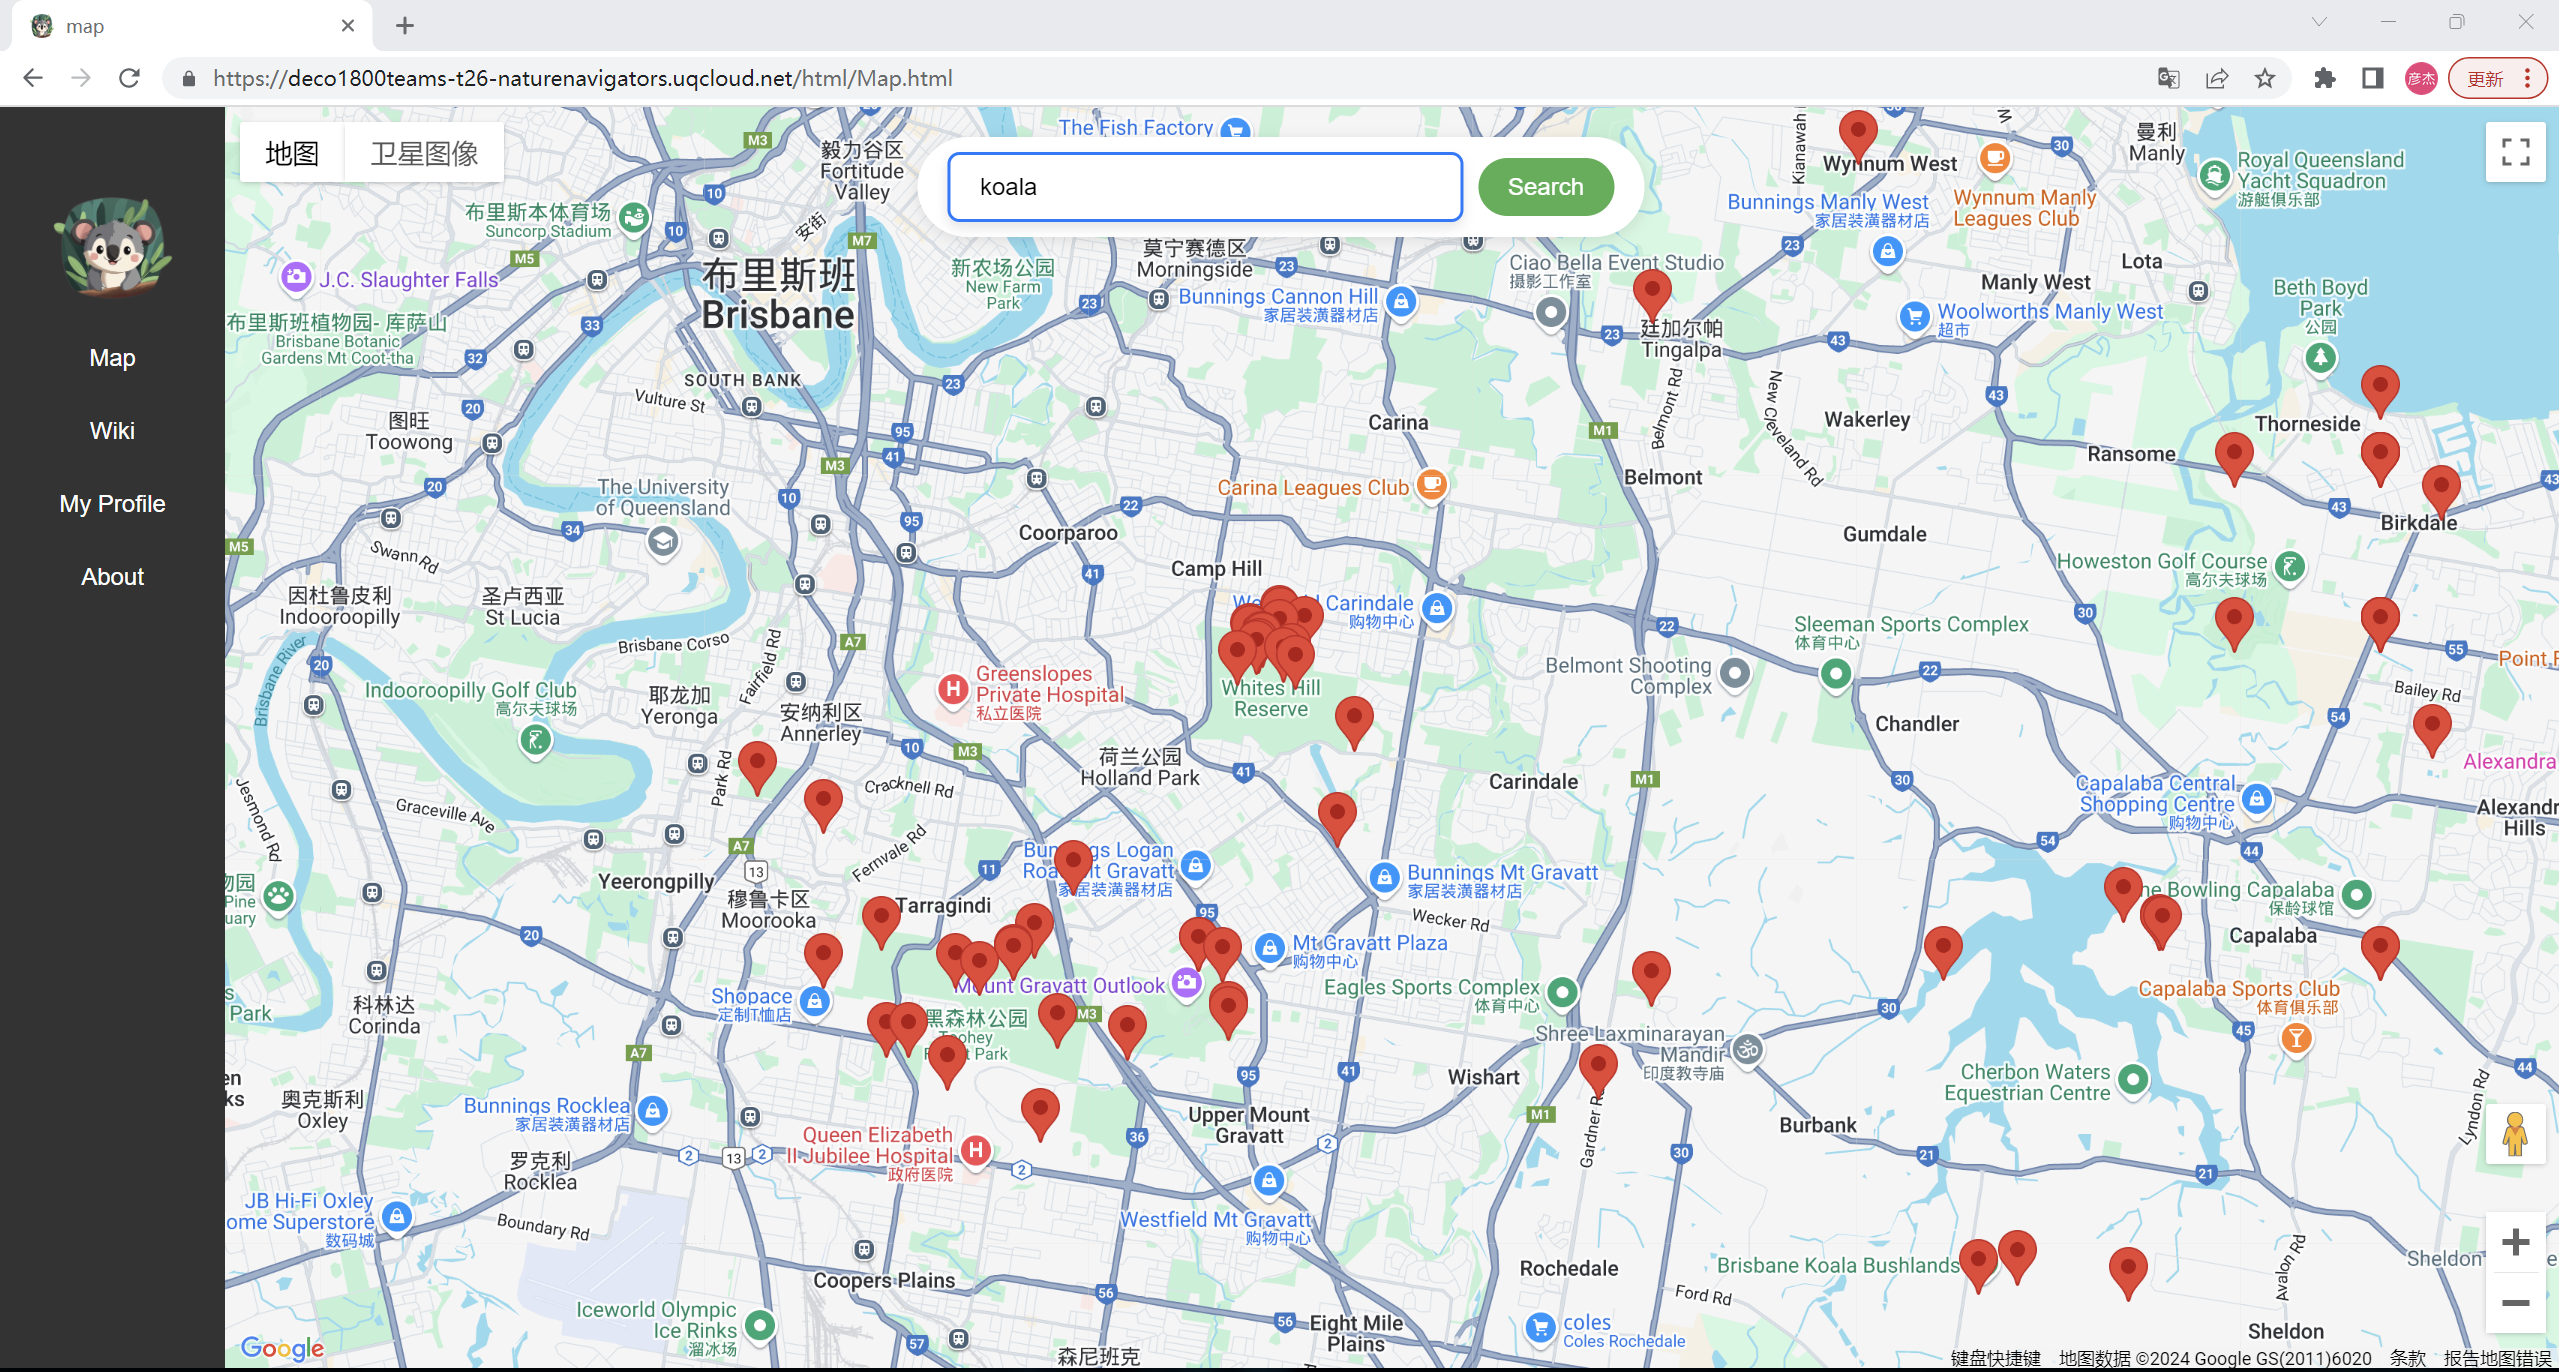 map
https://deco1800teams-t26-naturenavigators.uqcloud.net/html/Map.html
彦杰
更新
Map
Wiki
My Profile
About
地图
卫星图像
koala
Search
The Fish Factory
毅力谷区
Fortitude
Valley
布里斯本体育场
Suncorp Stadium
J.C. Slaughter Falls
布里斯班植物园- 库萨山
Brisbane Botanic
Gardens Mt Coot-tha
布里斯班
Brisbane
安街
新农场公园
New Farm
Park
莫宁赛德区
Morningside
Bunnings Cannon Hill
家居装潢器材店
Ciao Bella Event Studio
摄影工作室
廷加尔帕
Tingalpa
Kianawah
Wynnum West
Bunnings Manly West
家居装潢器材店
Wynnum Manly
Leagues Club
曼利
Manly
Royal Queensland
Yacht Squadron
游艇俱乐部
Lota
Manly West
Woolworths Manly West
超市
Beth Boyd
Park
公园
Thorneside
Ransome
Birkdale
Wakerley
New Cleveland Rd
Belmont Rd
Belmont
Gumdale
Carina
Carina Leagues Club
SOUTH BANK
Vulture St
图旺
Toowong
The University
of Queensland
Swann Rd
因杜鲁皮利
Indooroopilly
圣卢西亚
St Lucia
Brisbane Corso
Fairfield Rd
Brisbane River
Indooroopilly Golf Club
高尔夫球场
耶龙加
Yeronga
安纳利区
Annerley
Coorparoo
Camp Hill
Carindale
购物中心
Greenslopes
Private Hospital
私立医院
Whites Hill
Reserve
荷兰公园
Holland Park
Belmont Shooting
Complex
Sleeman Sports Complex
体育中心
Howeston Golf Course
高尔夫球场
Chandler
Bailey Rd
Carindale
Capalaba Central
Shopping Centre
购物中心
Alexandra
Alexandr
Hills
Park Rd
Cracknell Rd
Fernvale Rd
Graceville Ave
Jesmond Rd
Yeerongpilly
穆鲁卡区
Moorooka
Tarragindi
Bunnings Logan
家居装潢器材店
Bunnings Mt Gravatt
家居装潢器材店
Wecker Rd
Mt Gravatt Plaza
购物中心
Mount Gravatt Outlook
Eagles Sports Complex
体育中心
Shree Laxminarayan
Mandir
印度教寺庙
Capalaba
Bowling Capalaba
保龄球馆
Capalaba Sports Club
体育俱乐部
Cherbon Waters
Equestrian Centre
科林达
Corinda
Shopace
定制T恤店
黑森林公园
Park
奥克斯利
Oxley
Bunnings Rocklea
家居装潢器材店
罗克利
Rocklea
Queen Elizabeth
II Jubilee Hospital
政府医院
Upper Mount
Gravatt
Wishart
Gardner R
Burbank
Lyndon Rd
JB Hi-Fi Oxley
ome Superstore
数码城
Boundary Rd
Westfield Mt Gravatt
购物中心
Coopers Plains
Iceworld Olympic
Ice Rinks
溜冰场
Rochedale
Brisbane Koala Bushlands
Ford Rd
Avalon Rd
Sheldon
Sheldon
coles
Coles Rochedale
Eight Mile
Plains
森尼班克
Google
键盘快捷键
地图数据 ©2024 Google GS(2011)6020
条款
报告地图错误